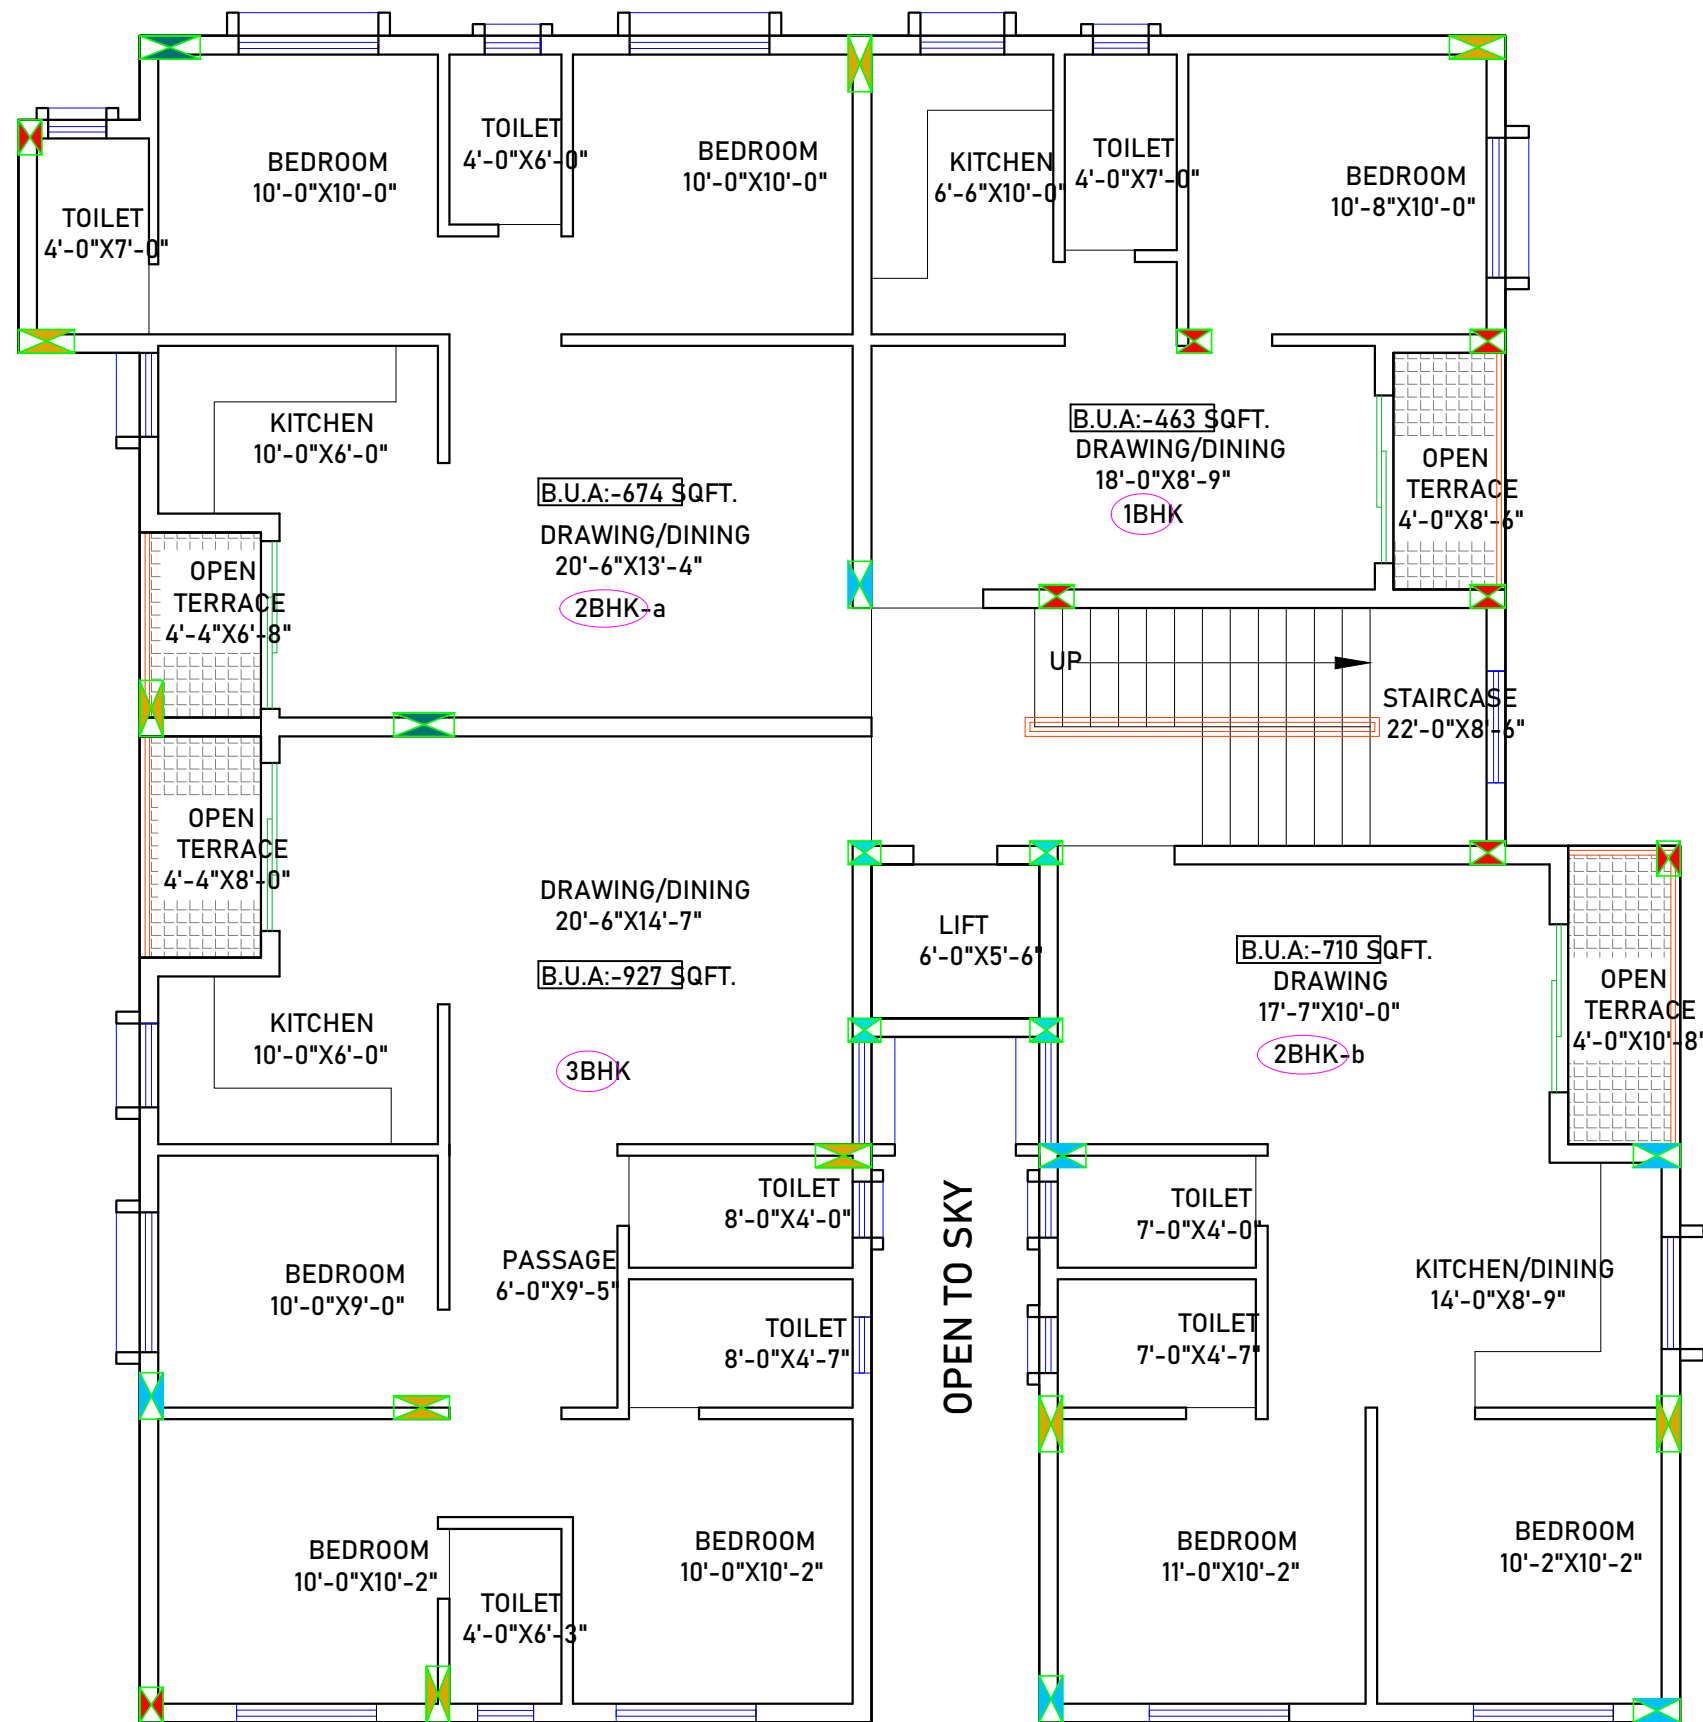 TOILET
4'-0"X6'-0"
BEDROOM
10'-0"X10'-0"
BEDROOM
10'-0"X10'-0"
KITCHEN
6'-6"X10'-0"
TOILET
4'-0"X7'-0"
BEDROOM
10'-8"X10'-0"
TOILET
4'-0"X7'-0"
KITCHEN
10'-0"X6'-0"
B.U.A:-674 SQFT.
DRAWING/DINING
20'-6"X13'-4"
2BHK-a
B.U.A:-463 SQFT.
DRAWING/DINING
18'-0"X8'-9"
1BHK
OPEN
TERRACE
4'-0"X8'-6"
OPEN
TERRACE
4'-4"X6'-8"
UP
STAIRCASE
22'-0"X8'-6"
OPEN
TERRACE
4'-4"X8'-0"
DRAWING/DINING
20'-6"X14'-7"
B.U.A:-927 SQFT.
3BHK
LIFT
6'-0"X5'-6"
B.U.A:-710 SQFT.
DRAWING
17'-7"X10'-0"
2BHK-b
OPEN
TERRACE
4'-0"X10'-8"
KITCHEN
10'-0"X6'-0"
TOILET
8'-0"X4'-0"
OPEN TO SKY
TOILET
7'-0"X4'-0"
PASSAGE
6'-0"X9'-5"
BEDROOM
10'-0"X9'-0"
KITCHEN/DINING
14'-0"X8'-9"
TOILET
8'-0"X4'-7"
TOILET
7'-0"X4'-7"
BEDROOM
10'-0"X10'-2"
TOILET
4'-0"X6'-3"
BEDROOM
10'-0"X10'-2"
BEDROOM
11'-0"X10'-2"
BEDROOM
10'-2"X10'-2"